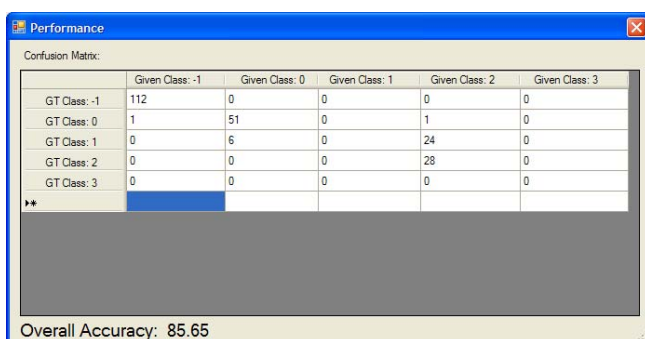 Performance
Confusion Matrix:
Given Class: -1 Given Class: 0 Given Class: 1 Given Class: 2 Given Class: 3
GT Class: -1 112 0 0 0 0
GT Class: 0 1 51 0 1 0
GT Class: 1 0 6 0 24 0
GT Class: 2 0 0 0 28 0
GT Class: 3 0 0 0 0 0
Overall Accuracy: 85.65